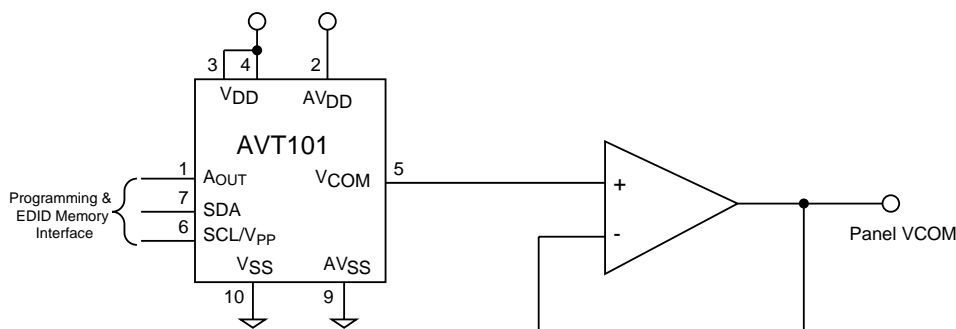 3 4 2
VDD AVDD
AVT101
1 AOUT VCOM 5
Programming &
EDID Memory
Interface
7 SDA
6 SCL/VPP
VSS AVSS
10 9
+
-
Panel VCOM